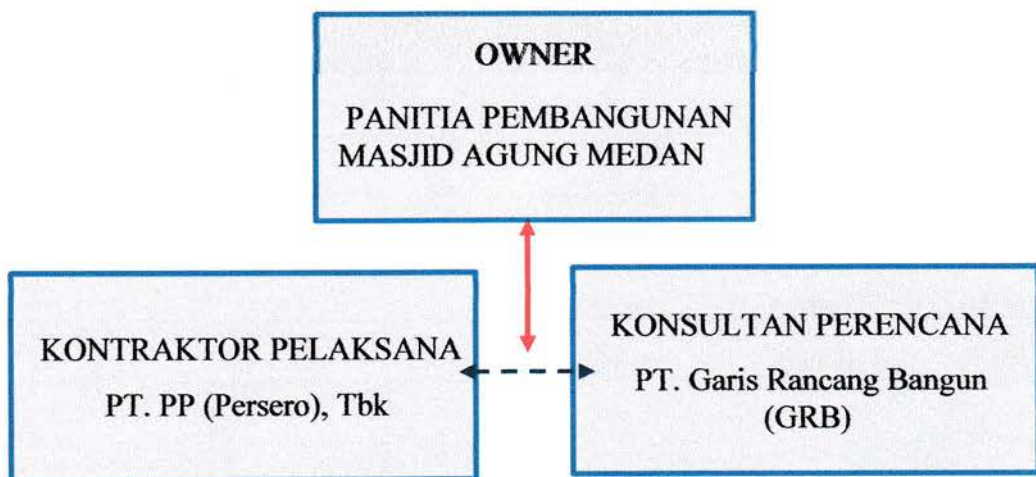 OWNER
PANITIA PEMBANGUNAN
MASJID AGUNG MEDAN
KONTRAKTOR PELAKSANA
PT. PP (Persero), Tbk
KONSULTAN PERENCANA
PT. Garis Rancang Bangun
(GRB)